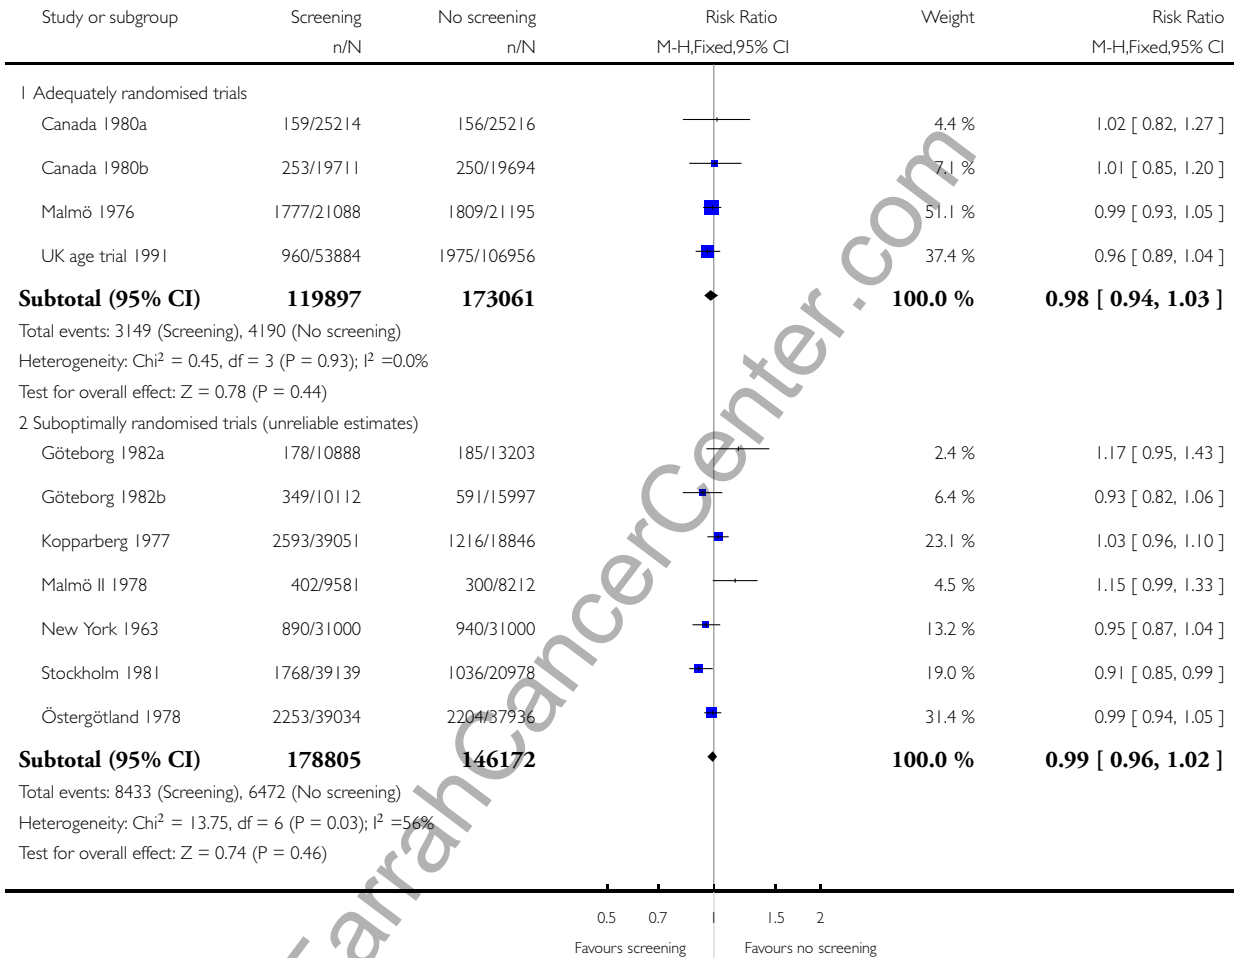 Study or subgroup Screening No screening Risk Ratio Weight Risk Ratio
n/N n/N M-H,Fixed,95% CI M-H,Fixed,95% CI
1 Adequately randomised trials
Canada 1980a 159/25214 156/25216 4.4 % 1.02 [ 0.82, 1.27 ]
Canada 1980b 253/19711 250/19694 7.1 % 1.01 [ 0.85, 1.20 ]
Malmö 1976 1777/21088 1809/21195 51.1 % 0.99 [ 0.93, 1.05 ]
UK age trial 1991 960/53884 1975/106956 37.4 % 0.96 [ 0.89, 1.04 ]
Subtotal (95% CI) 119897 173061 100.0 % 0.98 [ 0.94, 1.03 ]
Total events: 3149 (Screening), 4190 (No screening)
Heterogeneity: Chi² = 0.45, df = 3 (P = 0.93); I² =0.0%
Test for overall effect: Z = 0.78 (P = 0.44)
2 Suboptimally randomised trials (unreliable estimates)
Göteborg 1982a 178/10888 185/13203 2.4 % 1.17 [ 0.95, 1.43 ]
Göteborg 1982b 349/10112 591/15997 6.4 % 0.93 [ 0.82, 1.06 ]
Kopparberg 1977 2593/39051 1216/18846 23.1 % 1.03 [ 0.96, 1.10 ]
Malmö II 1978 402/9581 300/8212 4.5 % 1.15 [ 0.99, 1.33 ]
New York 1963 890/31000 940/31000 13.2 % 0.95 [ 0.87, 1.04 ]
Stockholm 1981 1768/39139 1036/20978 19.0 % 0.91 [ 0.85, 0.99 ]
Östergötland 1978 2253/39034 2204/37936 31.4 % 0.99 [ 0.94, 1.05 ]
Subtotal (95% CI) 178805 146172 100.0 % 0.99 [ 0.96, 1.02 ]
Total events: 8433 (Screening), 6472 (No screening)
Heterogeneity: Chi² = 13.75, df = 6 (P = 0.03); I² =56%
Test for overall effect: Z = 0.74 (P = 0.46)
0.5 0.7 1 1.5 2
Favours screening Favours no screening
FarrahCancerCenter.com